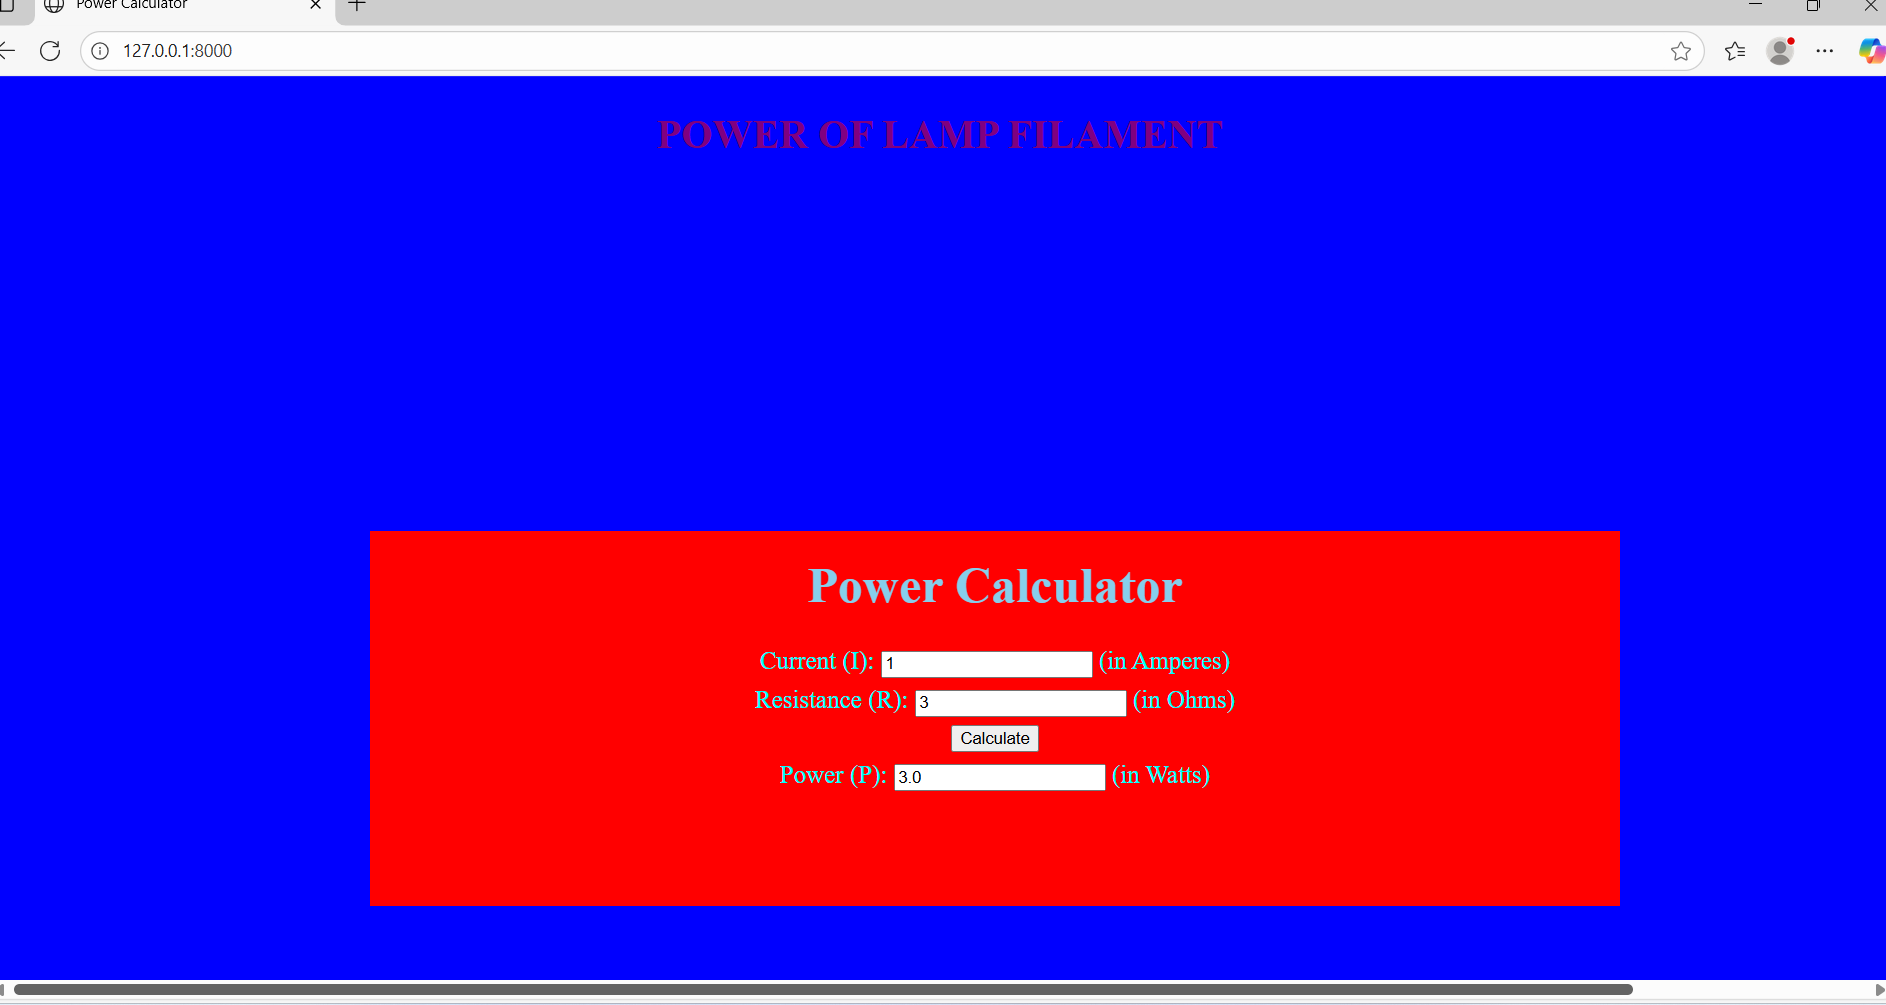 Power Calculator
127.0.0.1:8000
POWER OF LAMP FILAMENT
Power Calculator
Current (I): 1 (in Amperes)
Resistance (R): 3 (in Ohms)
Calculate
Power (P): 3.0 (in Watts)